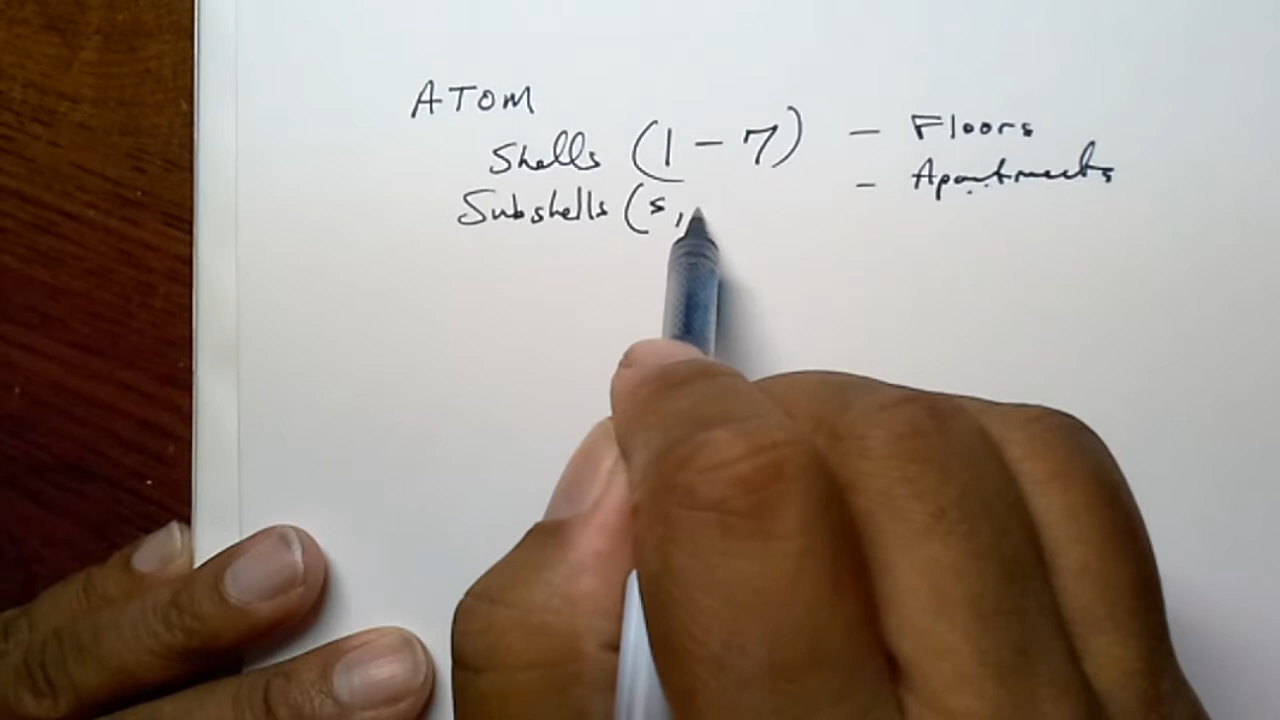 ATOM
Shells (1 - 7) - Floors
Subshells (s, - Apartments